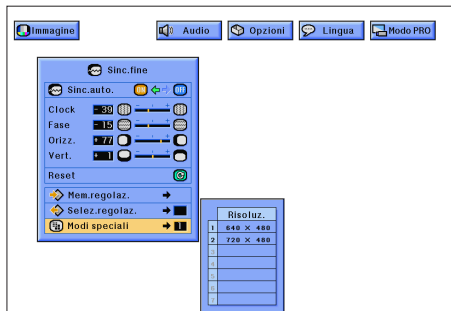 Immagine Audio Opzioni Lingua Modo PRO
Sinc.fine
Sinc.auto. ON OFF
Clock - 39
Fase - 15
Orizz. + 77
Vert. + 1
Reset
Mem.regolaz.
Selez.regolaz.
Modi speciali 1
Risoluz.
1 640 × 480
2 720 × 480
3
4
5
6
7